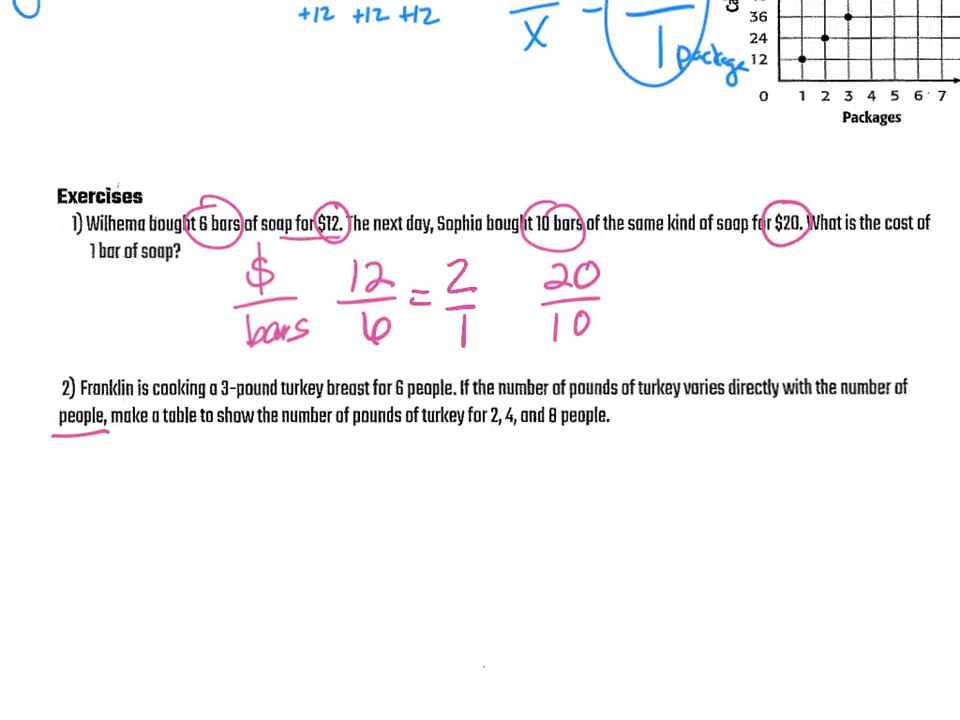 +12 +12 +12
x = 1 package
36
24
12
0 1 2 3 4 5 6 7
Packages
Exercises
1) Wilhema bought 6 bars of soap for $12. The next day, Sophia bought 10 bars of the same kind of soap for $20. What is the cost of
1 bar of soap?
$/bars 12/6 = 2/1 20/10
2) Franklin is cooking a 3-pound turkey breast for 6 people. If the number of pounds of turkey varies directly with the number of
people, make a table to show the number of pounds of turkey for 2, 4, and 8 people.